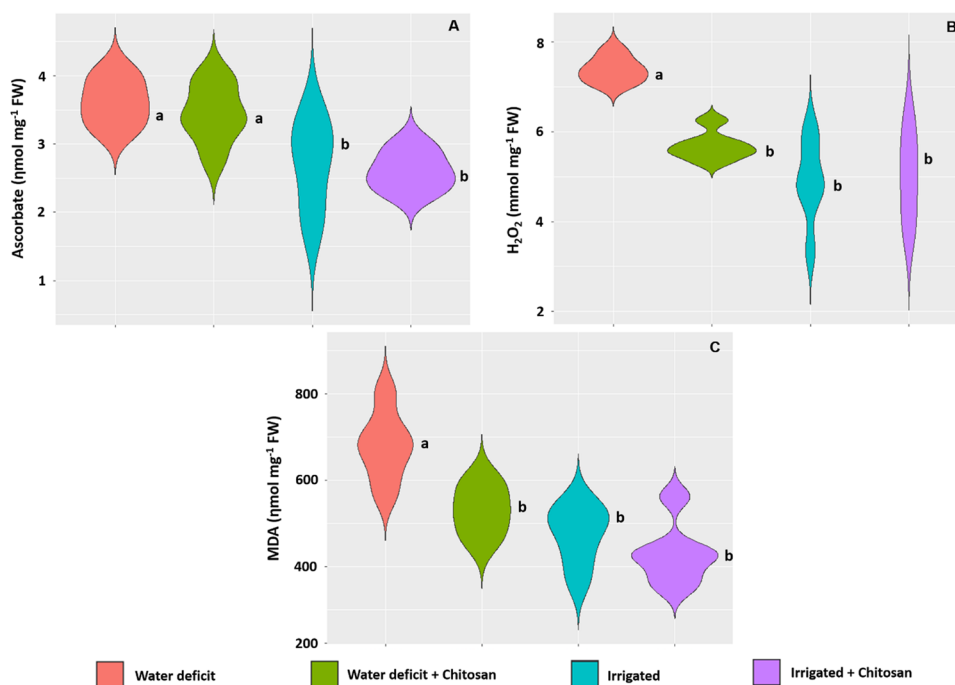 A
Ascorbate (ηmol mg⁻¹ FW)
4
3
2
1
a
a
b
b
B
H₂O₂ (mmol mg⁻¹ FW)
8
6
4
2
a
b
b
b
C
MDA (ηmol mg⁻¹ FW)
800
600
400
200
a
b
b
b
Water deficit
Water deficit + Chitosan
Irrigated
Irrigated + Chitosan